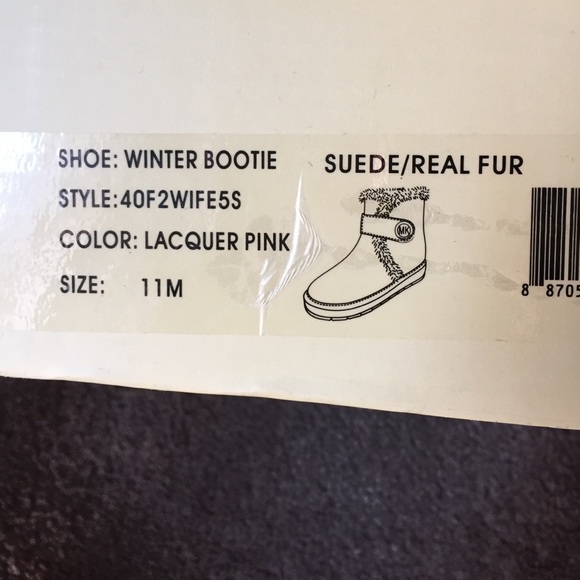 SHOE: WINTER BOOTIE
SUEDE/REAL FUR
STYLE:40F2WIFE5S
COLOR: LACQUER PINK
SIZE: 11M
MK
8 8705